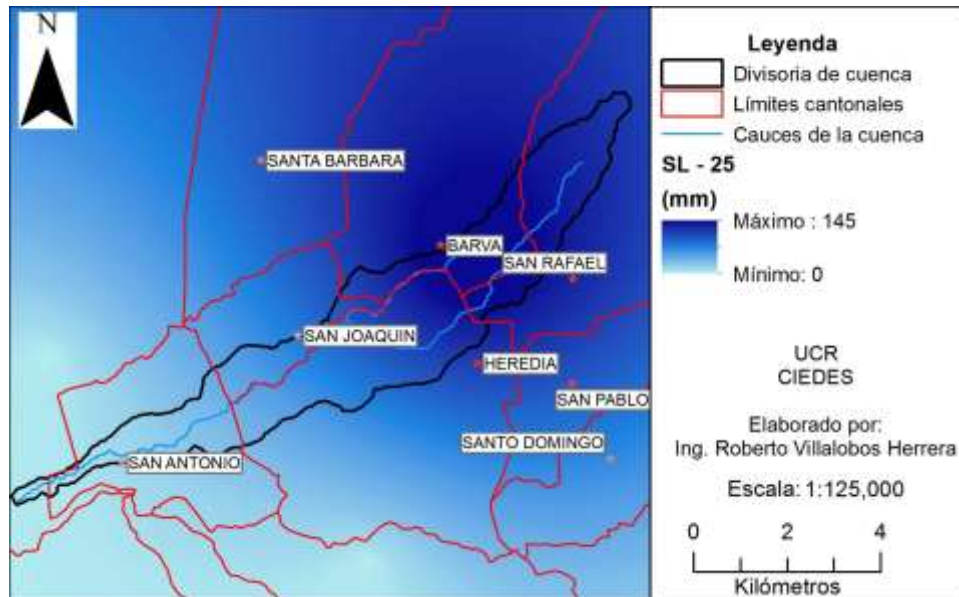 N
SANTA BARBARA
BARVA
SAN RAFAEL
SAN JOAQUIN
HEREDIA
SAN PABLO
SANTO DOMINGO
SAN ANTONIO
Leyenda
Divisoria de cuenca
Límites cantonales
Cauces de la cuenca
SL - 25
(mm)
Máximo : 145
Mínimo: 0
UCR
CIEDES
Elaborado por:
Ing. Roberto Villalobos Herrera
Escala: 1:125,000
0 2 4
Kilómetros